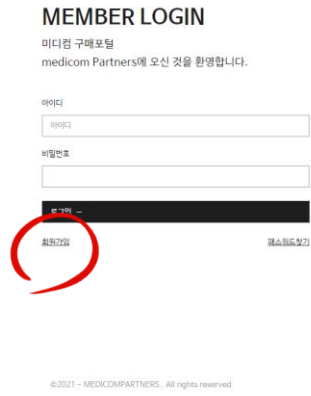 MEMBER LOGIN
미디컴 구매포털
medicom Partners에 오신 것을 환영합니다.
아이디
아이디
비밀번호
로그인 –
회원가입 패스워드찾기
©2021 – MEDICOMPARTNERS. All rights reserved.